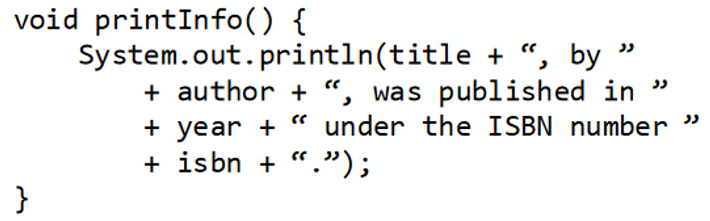 void printInfo() {
    System.out.println(title + “, by ”
        + author + “, was published in ”
        + year + “ under the ISBN number ”
        + isbn + “.”);
}